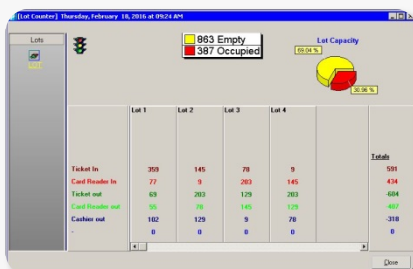 [Lot Counter] Thursday, February 18, 2016 at 09:24 AM
Lots
LOT
863 Empty
387 Occupied
Lot Capacity
69.04 %
30.96 %
Lot 1 Lot 2 Lot 3 Lot 4
Totals
Ticket In 359 145 78 9 591
Card Reader In 77 9 203 145 434
Ticket out 69 203 129 203 -604
Card Reader out 55 78 145 129 -407
Cashier out 102 129 9 78 -318
- 0 0 0 0 0
Close